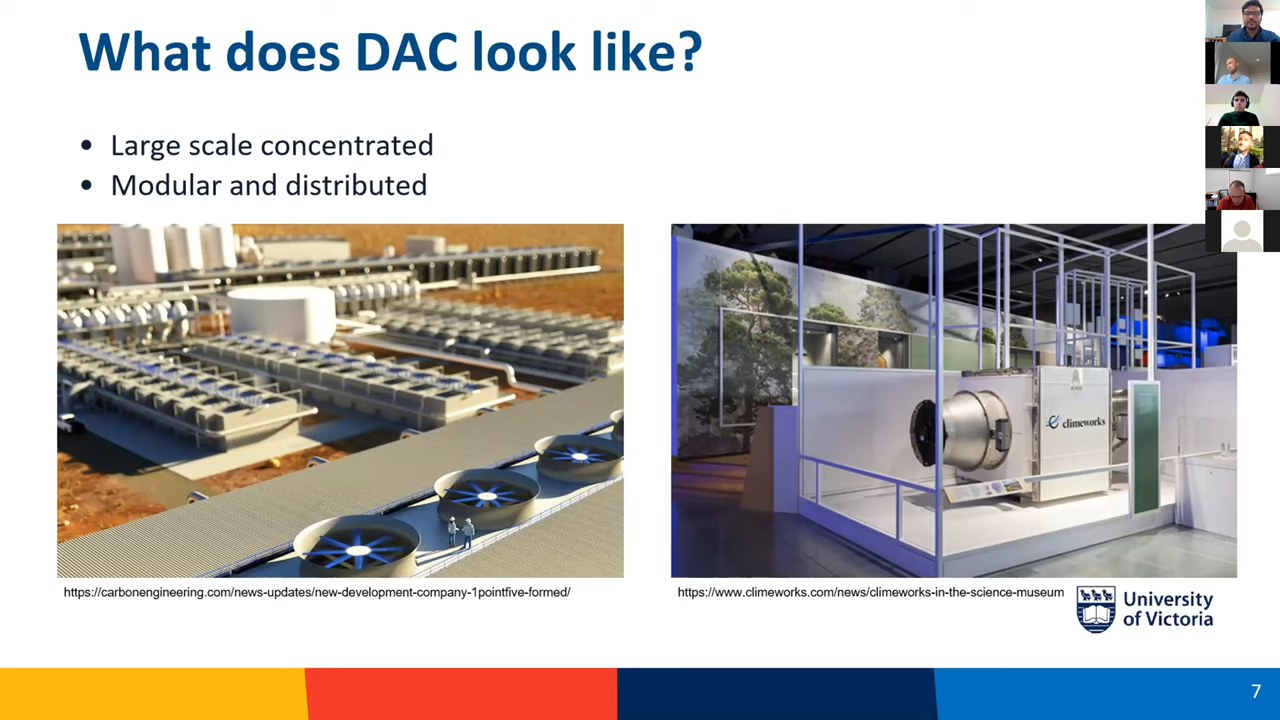 What does DAC look like?
• Large scale concentrated
• Modular and distributed
climeworks
https://carbonengineering.com/news-updates/new-development-company-1pointfive-formed/
https://www.climeworks.com/news/climeworks-in-the-science-museum
University
of Victoria
7